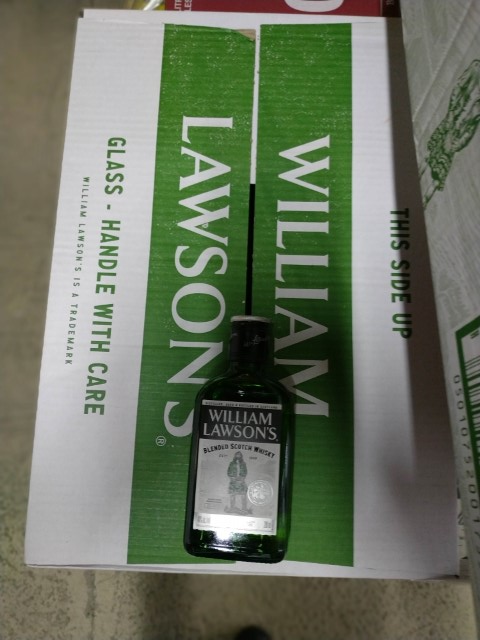 THIS SIDE UP
WILLIAM
LAWSON'S®
GLASS - HANDLE WITH CARE
WILLIAM LAWSON'S IS A TRADEMARK
WILLIAM
LAWSON'S
BLENDED SCOTCH WHISKY